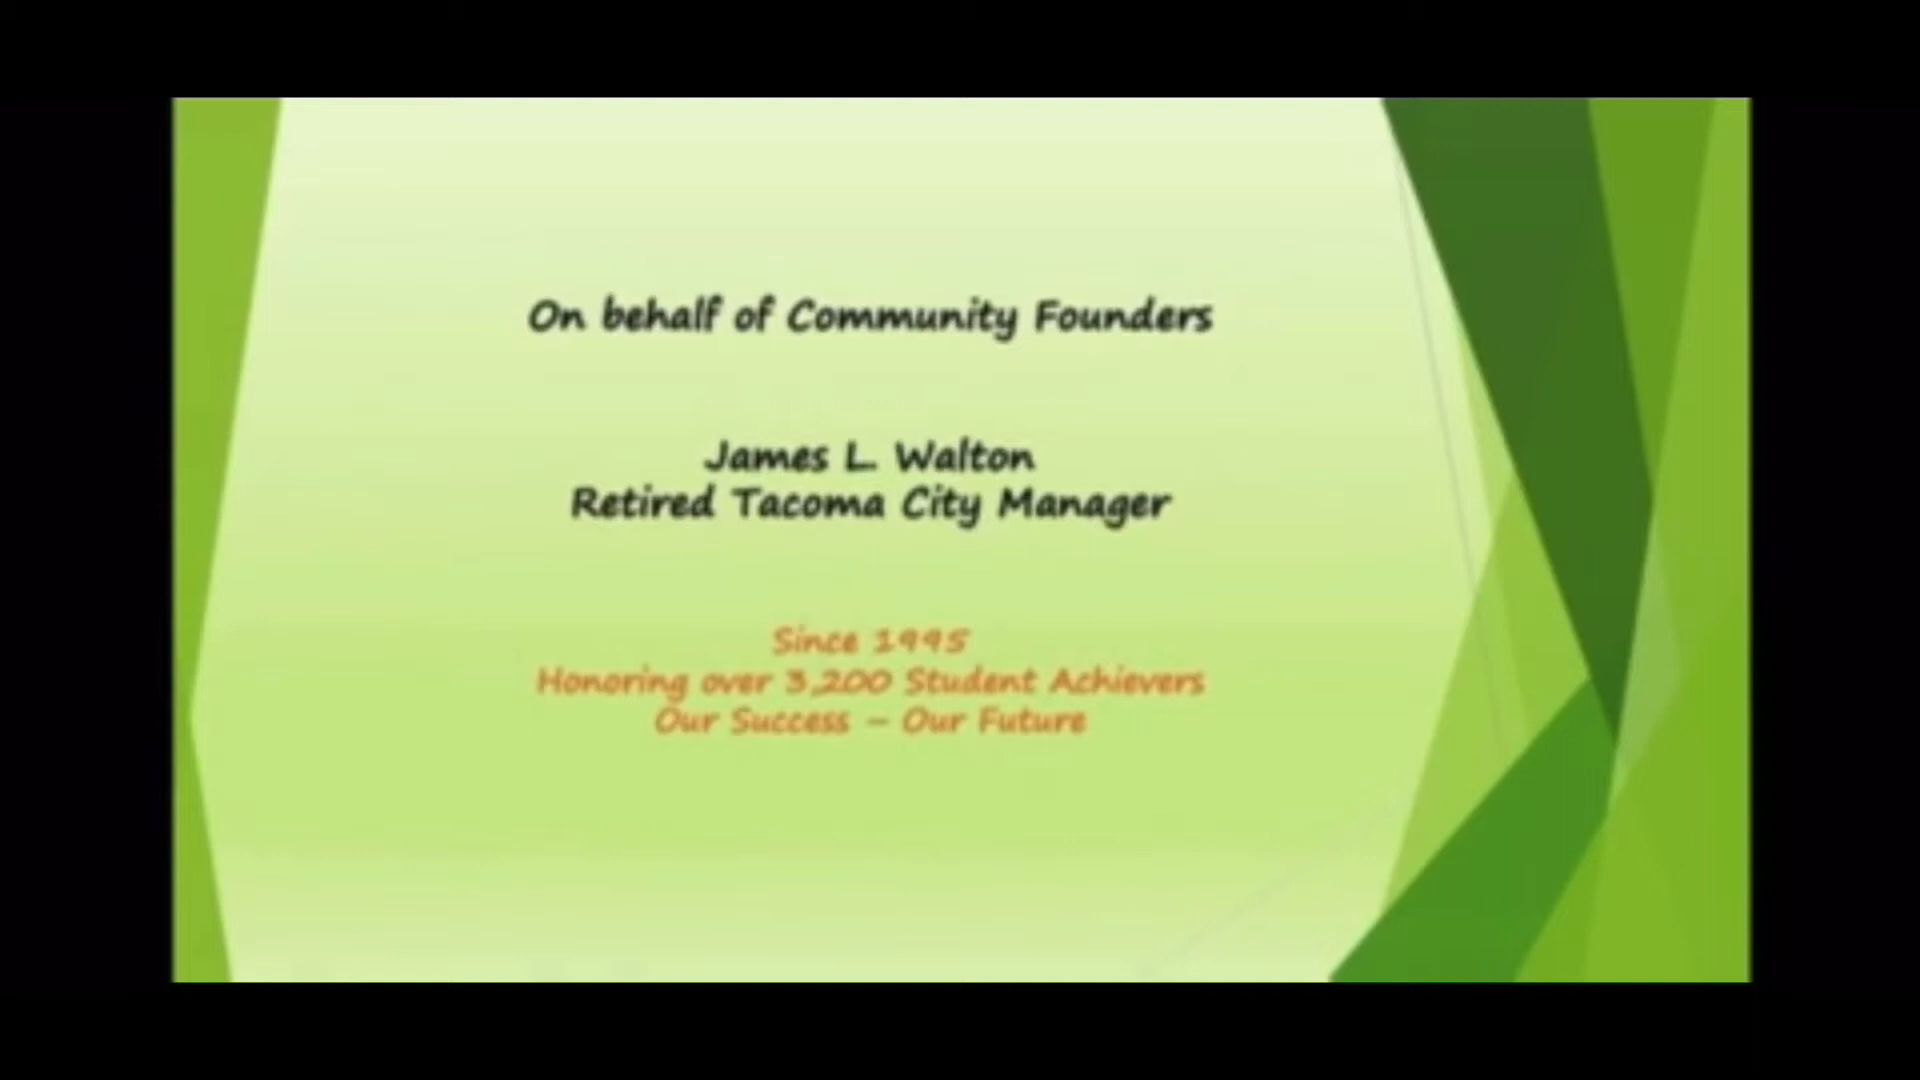 On behalf of Community Founders
James L. Walton
Retired Tacoma City Manager
Since 1995
Honoring over 3,200 Student Achievers
Our Success – Our Future